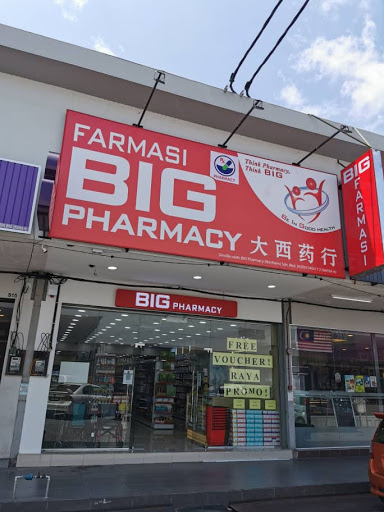 FARMASI
BIG
PHARMACY 大西药行
PHARMACY
Think Pharmacy,
Think BIG
Be In Good Health
BIG
FARMASI
BIG PHARMACY
FREE
VOUCHER!
RAYA
PROMO!